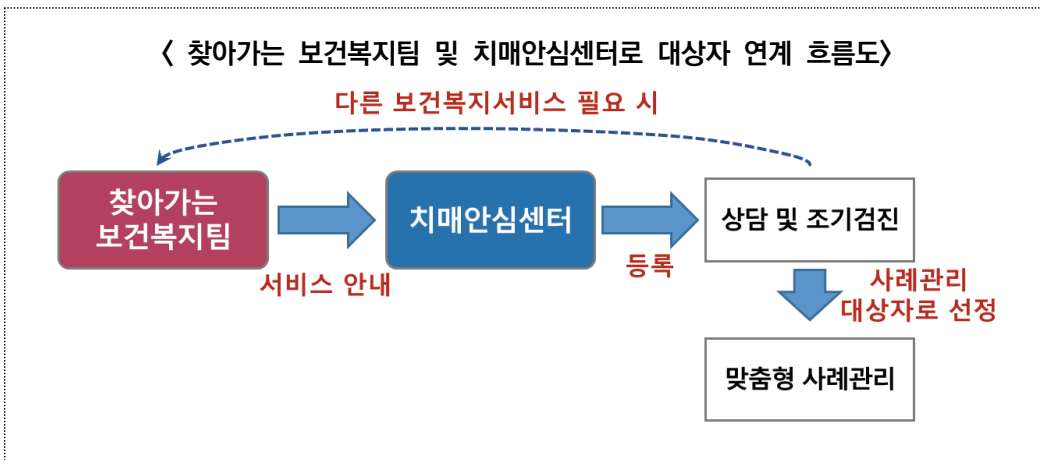 < 찾아가는 보건복지팀 및 치매안심센터로 대상자 연계 흐름도>
다른 보건복지서비스 필요 시
찾아가는
보건복지팀
서비스 안내
치매안심센터
등록
상담 및 조기검진
사례관리
대상자로 선정
맞춤형 사례관리